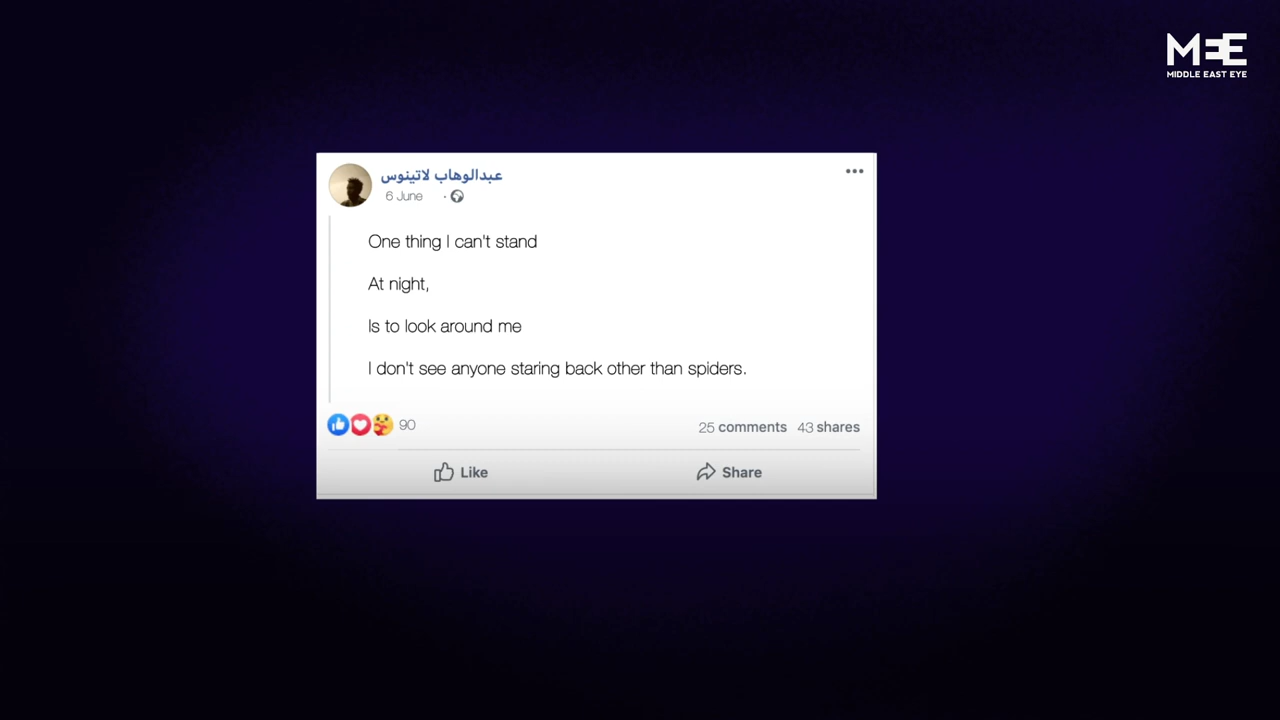 MEE
MIDDLE EAST EYE
عبدالوهاب لاتينوس
6 June ·
One thing I can't stand
At night,
Is to look around me
I don't see anyone staring back other than spiders.
90
25 comments 43 shares
Like Share